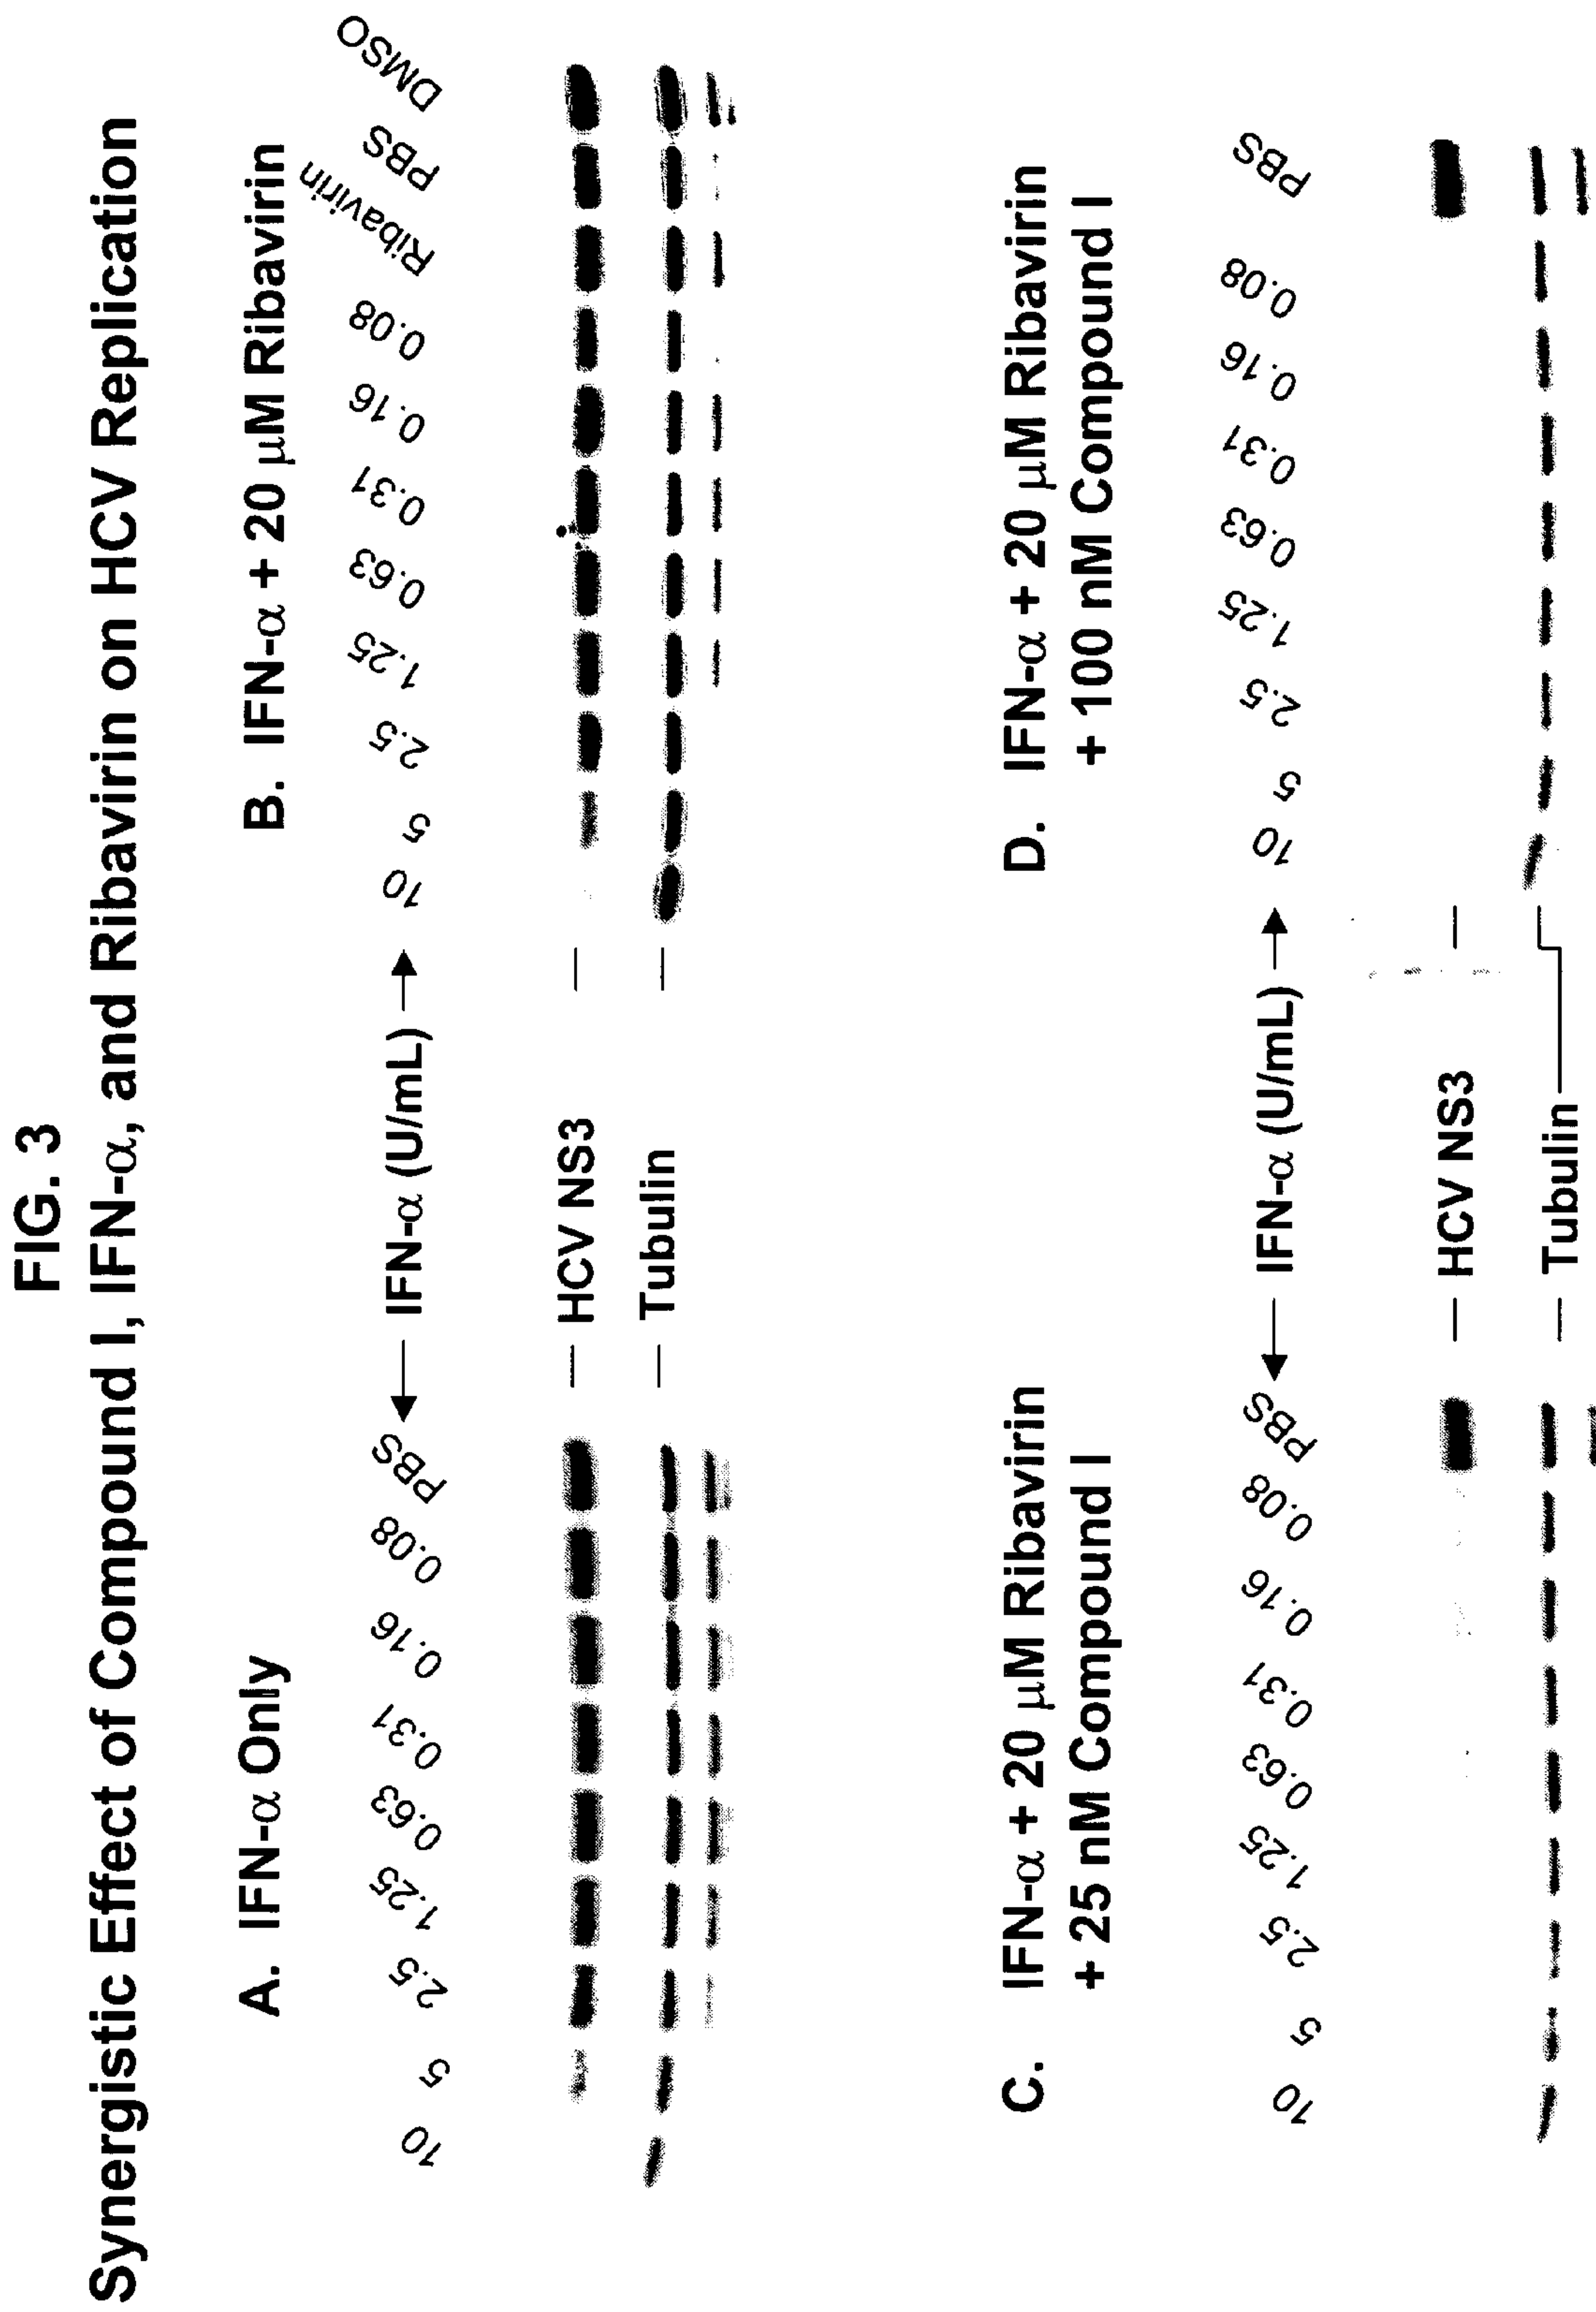 FIG. 3
Synergistic Effect of Compound I, IFN-α, and Ribavirin on HCV Replication
A. IFN-α Only
B. IFN-α + 20 μM Ribavirin
10 5 2.5 1.25 0.63 0.31 0.16 0.08 PBS
IFN-α (U/mL)
10 5 2.5 1.25 0.63 0.31 0.16 0.08 Ribavirin PBS DMSO
HCV NS3
Tubulin
C. IFN-α + 20 μM Ribavirin
+ 25 nM Compound I
D. IFN-α + 20 μM Ribavirin
+ 100 nM Compound I
10 5 2.5 1.25 0.63 0.31 0.16 0.08 PBS
IFN-α (U/mL)
10 5 2.5 1.25 0.63 0.31 0.16 0.08 PBS
HCV NS3
Tubulin